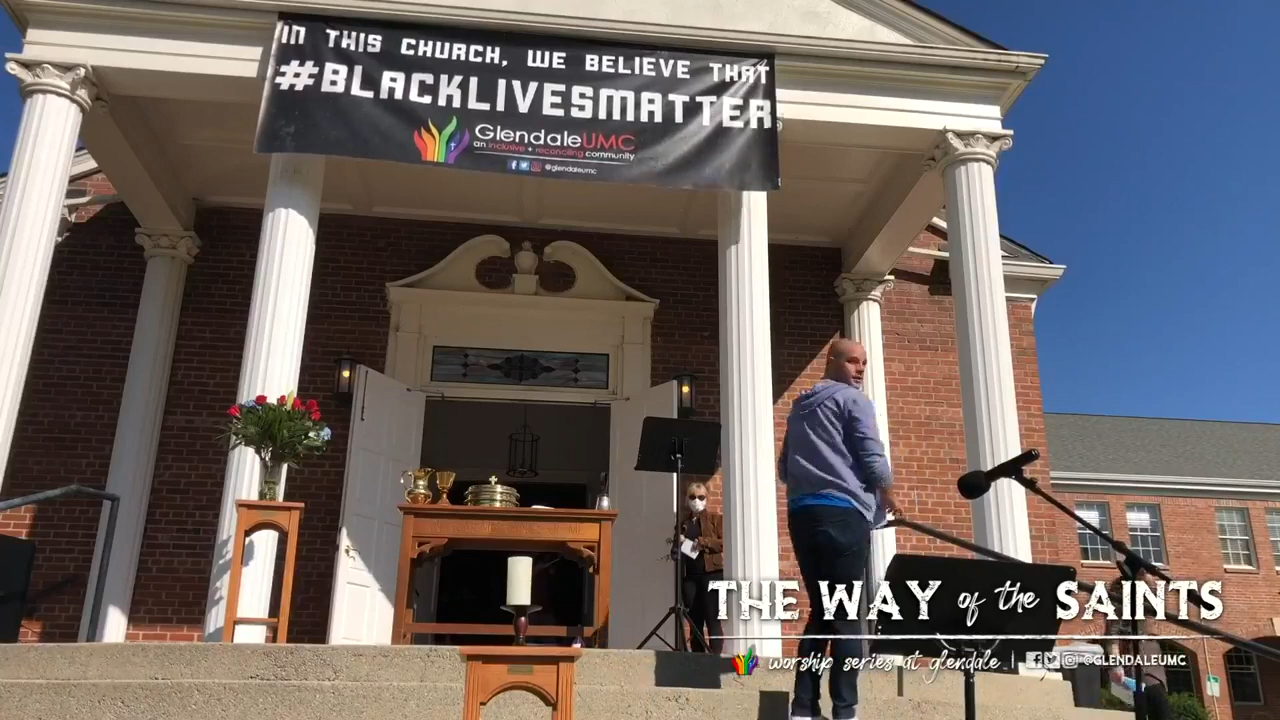 IN THIS CHURCH, WE BELIEVE THAT
#BLACKLIVESMATTER
GlendaleUMC
an inclusive + reconciling community
@glendaleumc
THE WAY of the SAINTS
worship series at glendale | @GLENDALEUMC